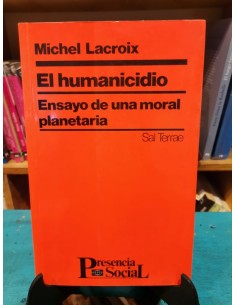 Michel Lacroix
El humanicidio
Ensayo de una moral
planetaria
Sal Terrae
Presencia
Social